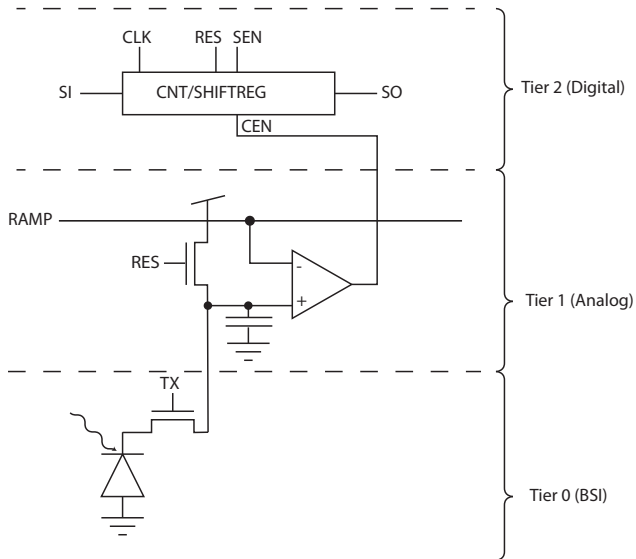 CLK
RES
SEN
SI
CNT/SHIFTREG
SO
CEN
Tier 2 (Digital)
RAMP
RES
-
+
Tier 1 (Analog)
TX
Tier 0 (BSI)